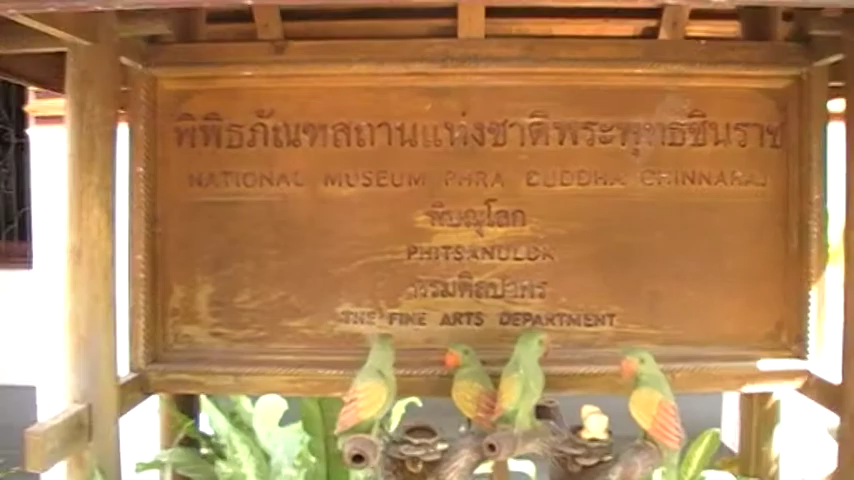 พิพิธภัณฑสถานแห่งชาติพระพุทธชินราช
NATIONAL MUSEUM PHRA BUDDHA CHINNARAJ
พิษณุโลก
PHITSANULOK
กรมศิลปากร
THE FINE ARTS DEPARTMENT